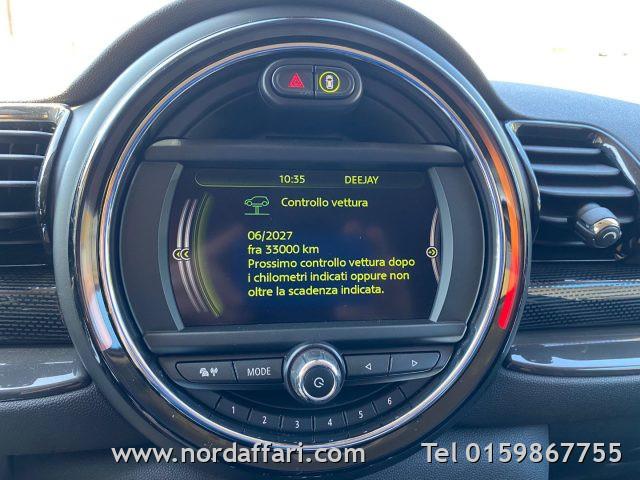 10:35 DEEJAY
Controllo vettura
06/2027
fra 33000 km
Prossimo controllo vettura dopo
i chilometri indicati oppure non
oltre la scadenza indicata.
MODE
1 2 3 4 5 6
www.nordaffari.com Tel 0159867755